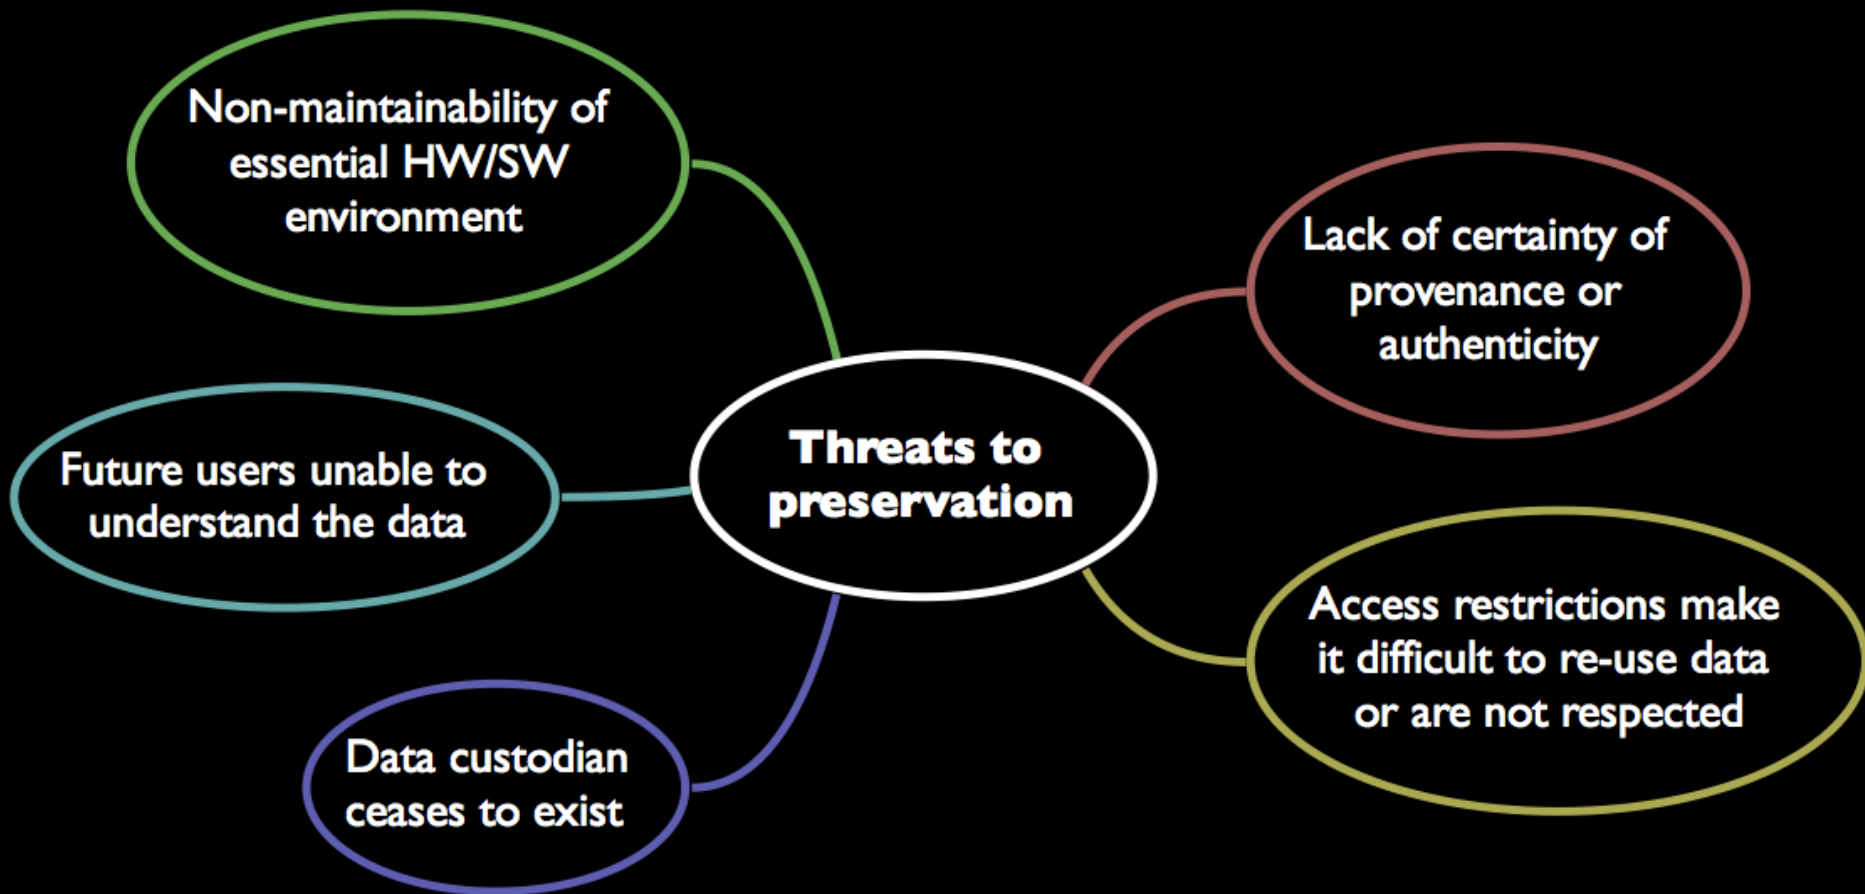 Non-maintainability of
essential HW/SW
environment
Lack of certainty of
provenance or
authenticity
Threats to
preservation
Future users unable to
understand the data
Access restrictions make
it difficult to re-use data
or are not respected
Data custodian
ceases to exist